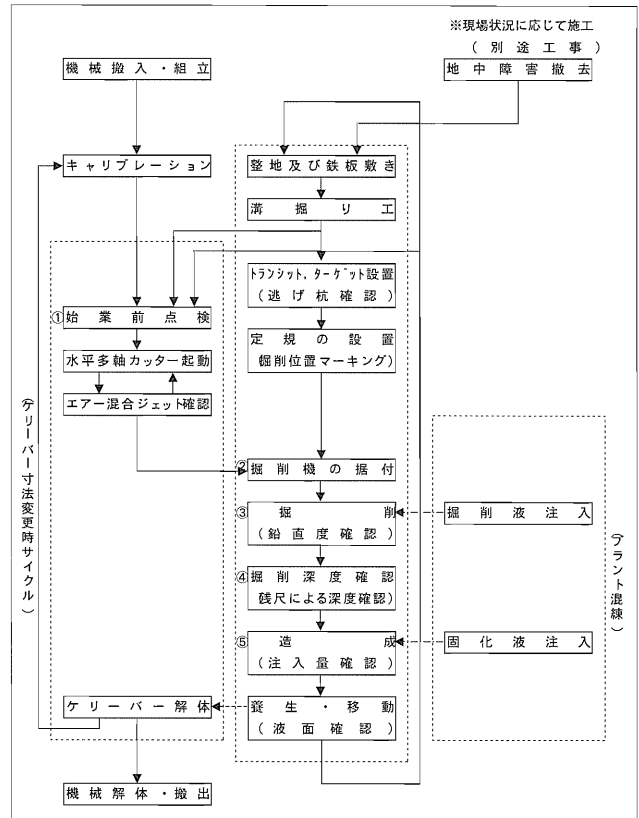 ※現場状況に応じて施工
(別途工事)
地中障害撤去
機械搬入・組立
キャリブレーション
整地及び鉄板敷き
溝掘り工
トランシット，ターゲット設置
(逃げ杭確認)
①始業前点検
定規の設置
掘削位置マーキング)
水平多軸カッター起動
エアー混合ジェット確認
②掘削機の据付
③掘削
(鉛直度確認)
掘削液注入
④掘削深度確認
残尺による深度確認)
⑤造成
(注入量確認)
固化液注入
ケリーバー解体
養生・移動
(液面確認)
機械解体・搬出
(ケリーバー寸法変更時サイクル)
(プラント混練)